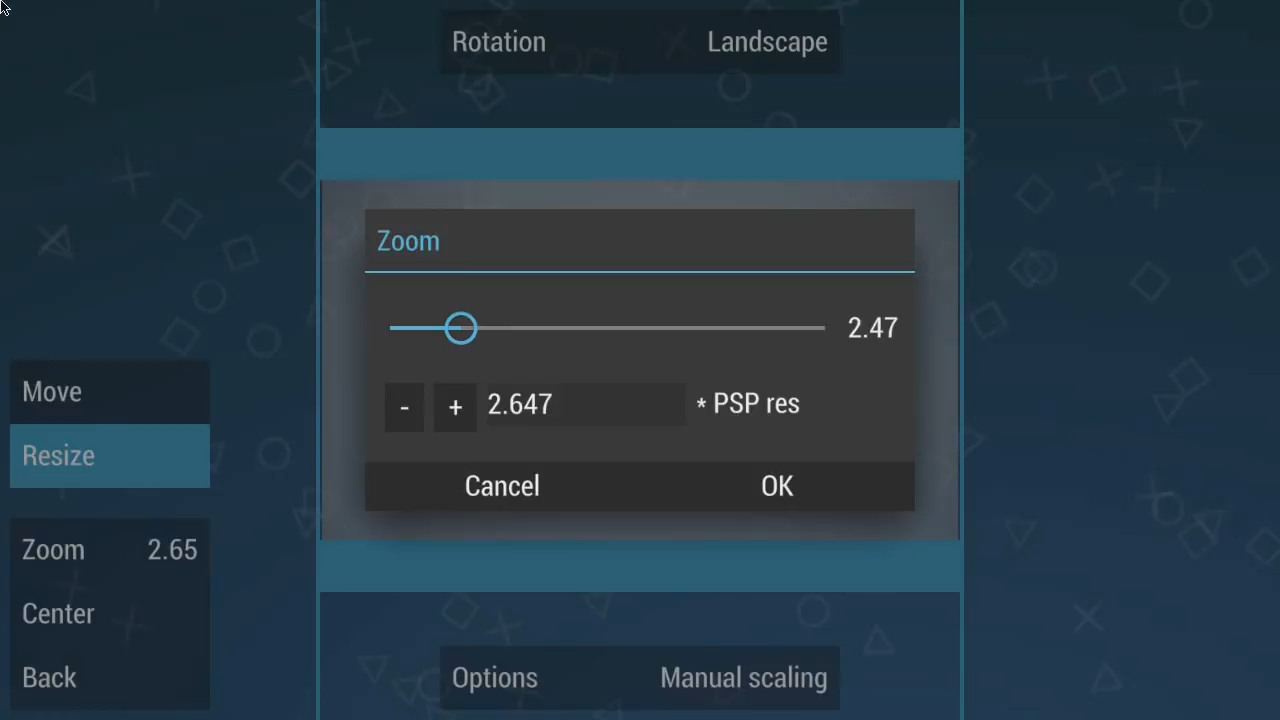 Rotation Landscape
Zoom
2.47
- + 2.647 * PSP res
Cancel OK
Move
Resize
Zoom 2.65
Center
Back
Options Manual scaling